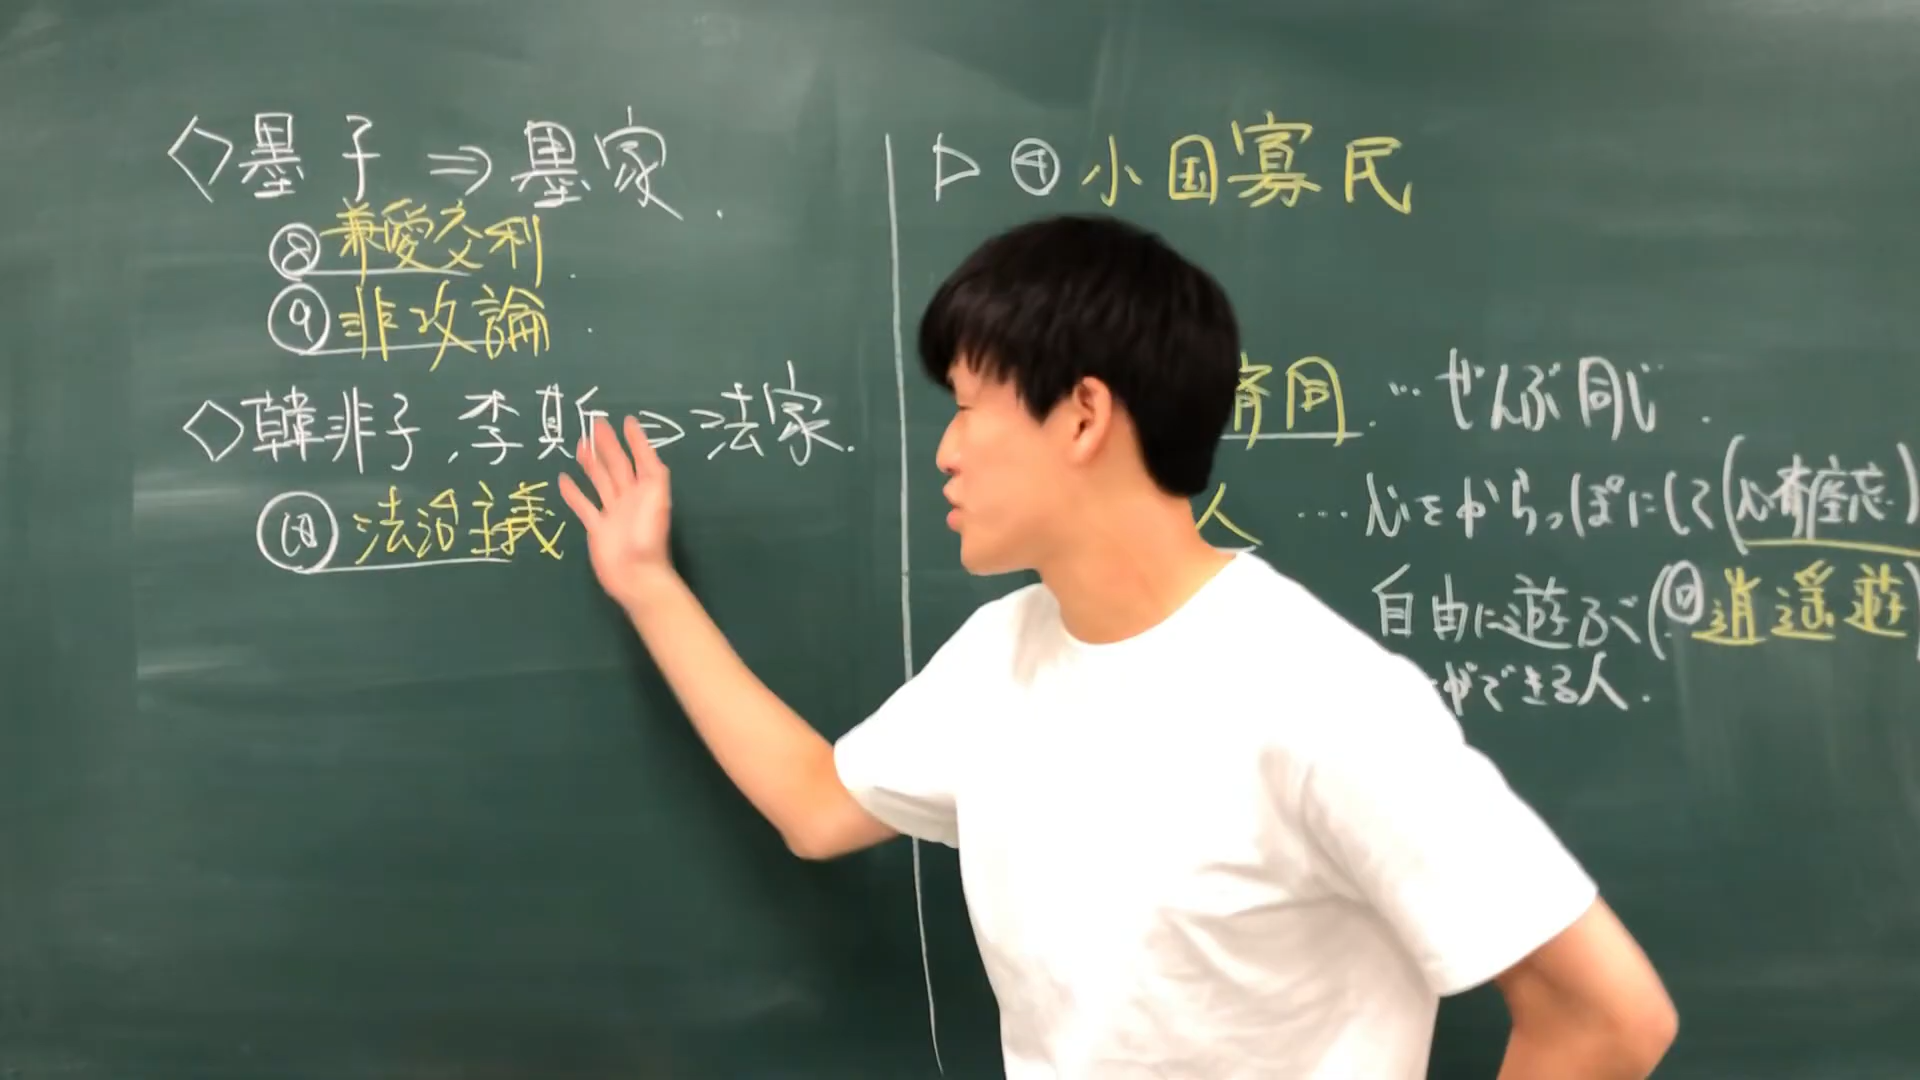 ◇墨子⇒墨家.
⑧兼愛交利.
⑨非攻論.
◇韓非子,李斯⇒法家.
⑩法治主義
▷④小国寡民
斉同.…ぜんぶ同じ.
人…心をからっぽにして(心斎座忘)
自由に遊ぶ(逍遥遊)
ができる人.